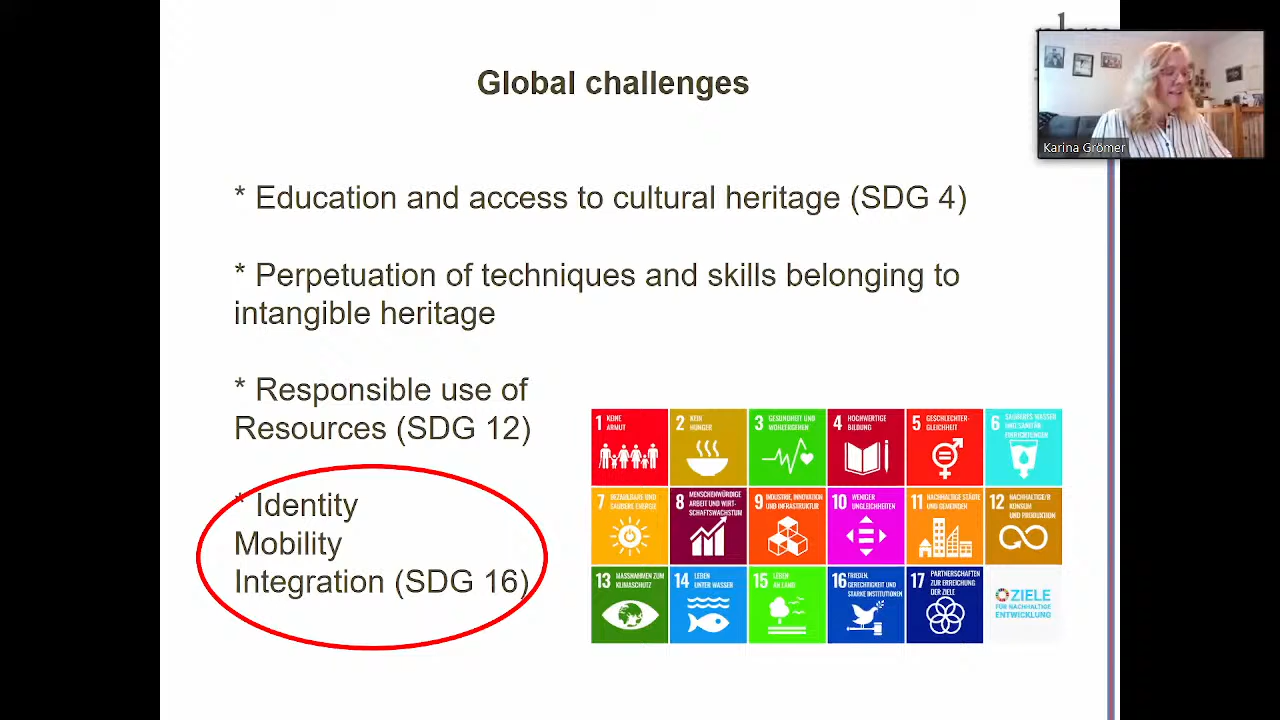 Global challenges
Karina Grömer
* Education and access to cultural heritage (SDG 4)
* Perpetuation of techniques and skills belonging to
intangible heritage
* Responsible use of
Resources (SDG 12)
* Identity
Mobility
Integration (SDG 16)
1 KEINE
ARMUT
2 KEIN
HUNGER
3 GESUNDHEIT UND
WOHLERGEHEN
4 HOCHWERTIGE
BILDUNG
5 GESCHLECHTER-
GLEICHHEIT
6 SAUBERES WASSER
UND SANITÄR-
EINRICHTUNGEN
7 BEZAHLBARE UND
SAUBERE ENERGIE
8 MENSCHENWÜRDIGE
ARBEIT UND WIRT-
SCHAFTSWACHSTUM
9 INDUSTRIE, INNOVATION
UND INFRASTRUKTUR
10 WENIGER
UNGLEICHHEITEN
11 NACHHALTIGE STÄDTE
UND GEMEINDEN
12 NACHHALTIGE/R
KONSUM
UND PRODUKTION
13 MASSNAHMEN ZUM
KLIMASCHUTZ
14 LEBEN
UNTER WASSER
15 LEBEN
AN LAND
16 FRIEDEN,
GERECHTIGKEIT UND
STARKE INSTITUTIONEN
17 PARTNERSCHAFTEN
ZUR ERREICHUNG
DER ZIELE
ZIELE
FÜR NACHHALTIGE
ENTWICKLUNG